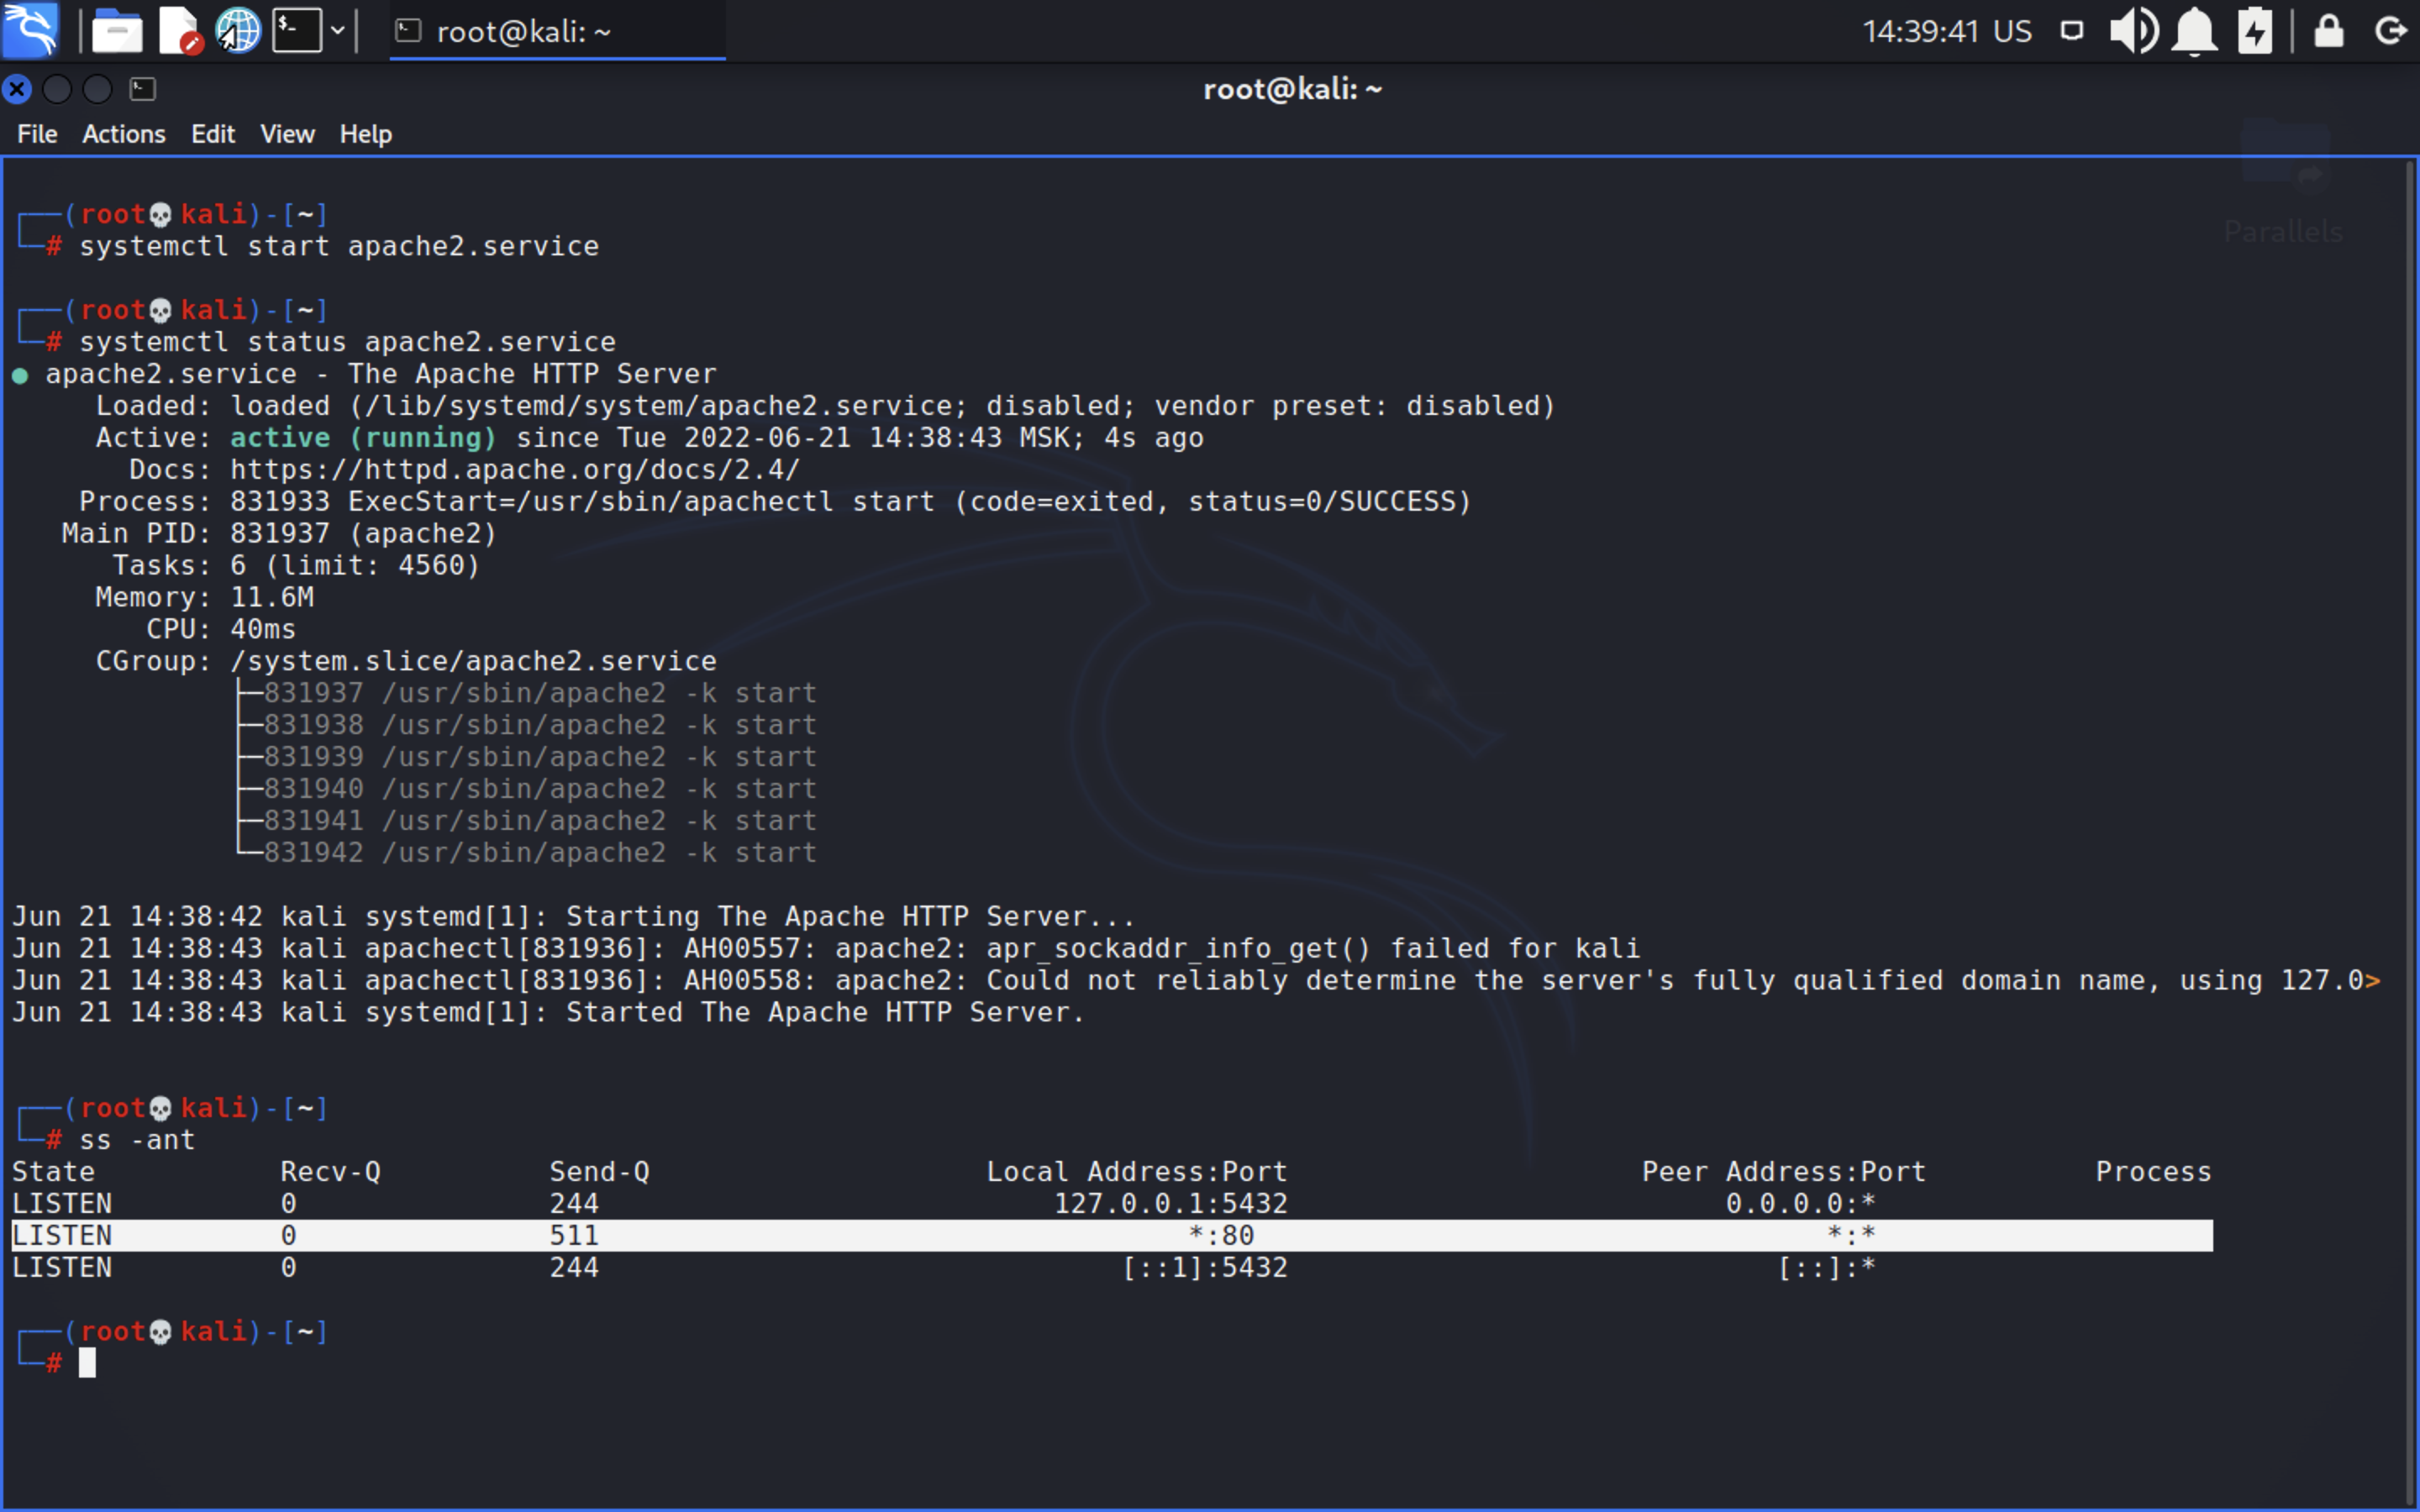 root@kali: ~
14:39:41 US
root@kali: ~
File Actions Edit View Help
Parallels
┌──(root💀kali)-[~]
└─# systemctl start apache2.service
┌──(root💀kali)-[~]
└─# systemctl status apache2.service
● apache2.service - The Apache HTTP Server
Loaded: loaded (/lib/systemd/system/apache2.service; disabled; vendor preset: disabled)
Active: active (running) since Tue 2022-06-21 14:38:43 MSK; 4s ago
Docs: https://httpd.apache.org/docs/2.4/
Process: 831933 ExecStart=/usr/sbin/apachectl start (code=exited, status=0/SUCCESS)
Main PID: 831937 (apache2)
Tasks: 6 (limit: 4560)
Memory: 11.6M
CPU: 40ms
CGroup: /system.slice/apache2.service
├─831937 /usr/sbin/apache2 -k start
├─831938 /usr/sbin/apache2 -k start
├─831939 /usr/sbin/apache2 -k start
├─831940 /usr/sbin/apache2 -k start
├─831941 /usr/sbin/apache2 -k start
└─831942 /usr/sbin/apache2 -k start
Jun 21 14:38:42 kali systemd[1]: Starting The Apache HTTP Server...
Jun 21 14:38:43 kali apachectl[831936]: AH00557: apache2: apr_sockaddr_info_get() failed for kali
Jun 21 14:38:43 kali apachectl[831936]: AH00558: apache2: Could not reliably determine the server's fully qualified domain name, using 127.0>
Jun 21 14:38:43 kali systemd[1]: Started The Apache HTTP Server.
┌──(root💀kali)-[~]
└─# ss -ant
State Recv-Q Send-Q Local Address:Port Peer Address:Port Process
LISTEN 0 244 127.0.0.1:5432 0.0.0.0:*
LISTEN 0 511 *:80 *:*
LISTEN 0 244 [::1]:5432 [::]:*
┌──(root💀kali)-[~]
└─#